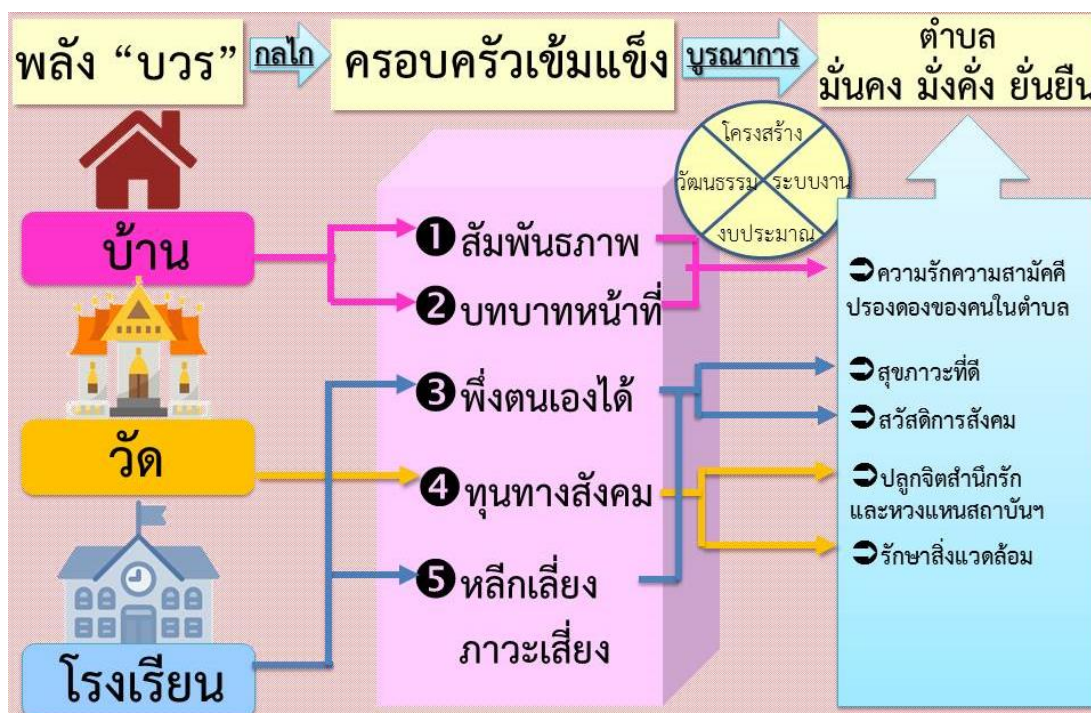 พลัง “บวร”
กลไก
ครอบครัวเข้มแข็ง
บูรณาการ
ตำบล
มั่นคง มั่งคั่ง ยั่งยืน
โครงสร้าง
วัฒนธรรม
ระบบงาน
งบประมาณ
บ้าน
วัด
โรงเรียน
❶สัมพันธภาพ
❷บทบาทหน้าที่
❸พึ่งตนเองได้
❹ทุนทางสังคม
❺หลีกเลี่ยง
ภาวะเสี่ยง
➲ความรักความสามัคคี
ปรองดองของคนในตำบล
➲สุขภาวะที่ดี
➲สวัสดิการสังคม
➲ปลูกจิตสำนึกรัก
และหวงแหนสถาบันฯ
➲รักษาสิ่งแวดล้อม